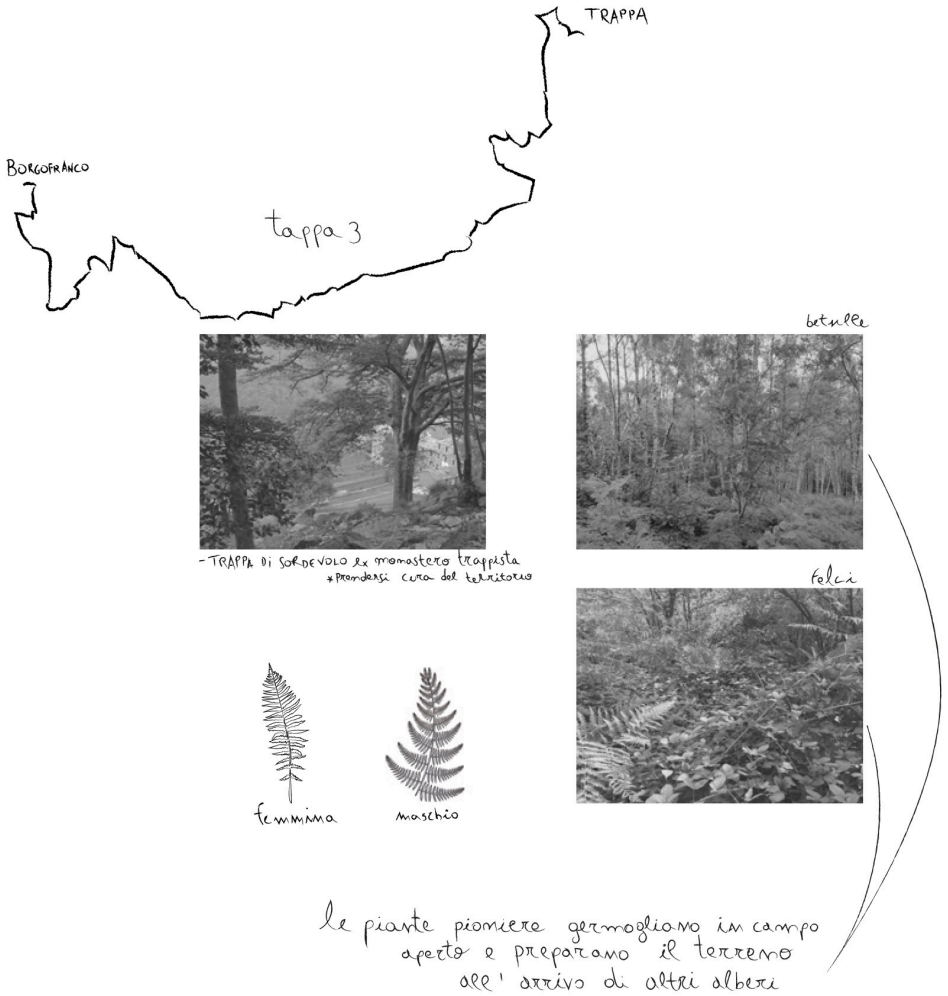 TRAPPA
BORGOFRANCO
tappa 3
betulle
- TRAPPA Di SORDEVOLO ex monastero trappista
*prendersi cura del territorio
felci
femmina
maschio
le piante pioniere germogliano in campo
aperto e preparano il terreno
all' arrivo di altri alberi